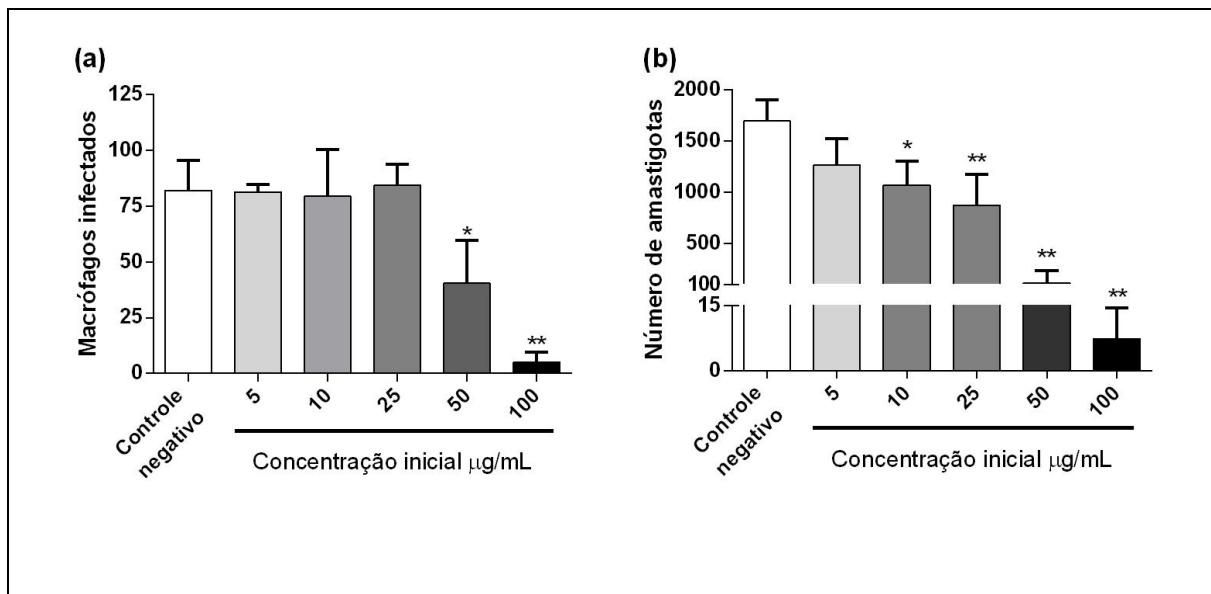 (a)
Macrófagos infectados
125
100
75
50
25
0
*
**
Controle
negativo
5
10
25
50
100
Concentração inicial μg/mL
(b)
Número de amastigotas
2000
1500
1000
500
100
15
0
*
**
**
**
Controle
negativo
5
10
25
50
100
Concentração inicial μg/mL